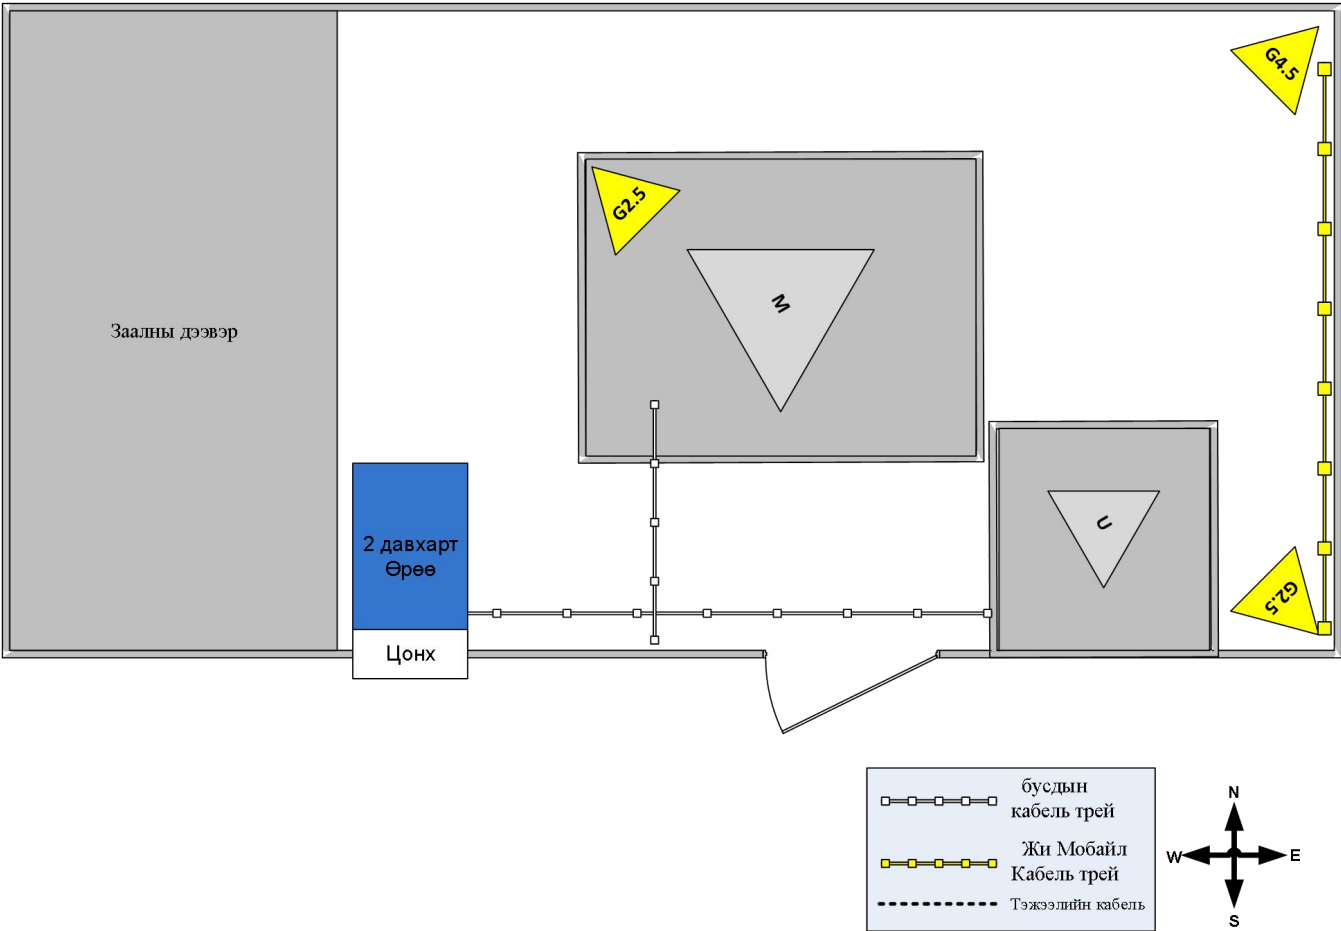 G4.5
G2.5
M
Заалны дээвэр
U
2 давхарт
Өрөө
G2.5
Цонх
бусдын
кабель трей
Жи Мобайл
Кабель трей
Тэжээлийн кабель
N
W
E
S